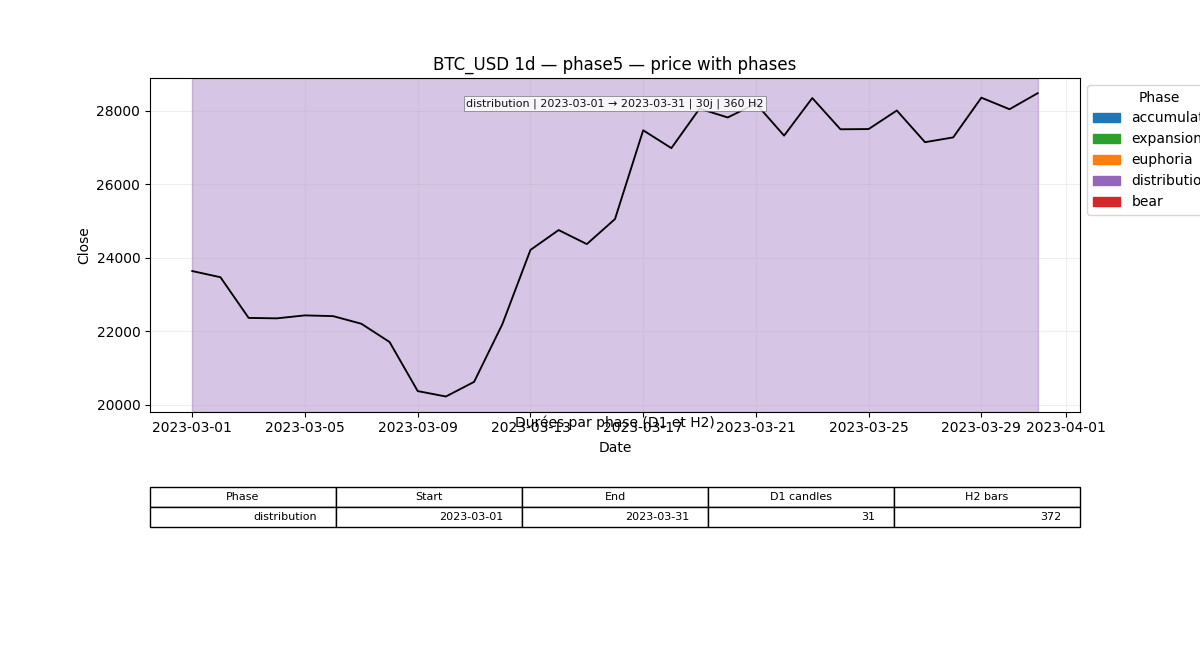 BTC_USD 1d — phase5 — price with phases
distribution | 2023-03-01 → 2023-03-31 | 30j | 360 H2
Close
28000
26000
24000
22000
20000
2023-03-01 2023-03-05 2023-03-09 2023-03-13 2023-03-17 2023-03-21 2023-03-25 2023-03-29 2023-04-01
Date
Phase
accumulat
expansion
euphoria
distributio
bear
Durées par phase (D1 et H2)
Phase Start End D1 candles H2 bars
distribution 2023-03-01 2023-03-31 31 372